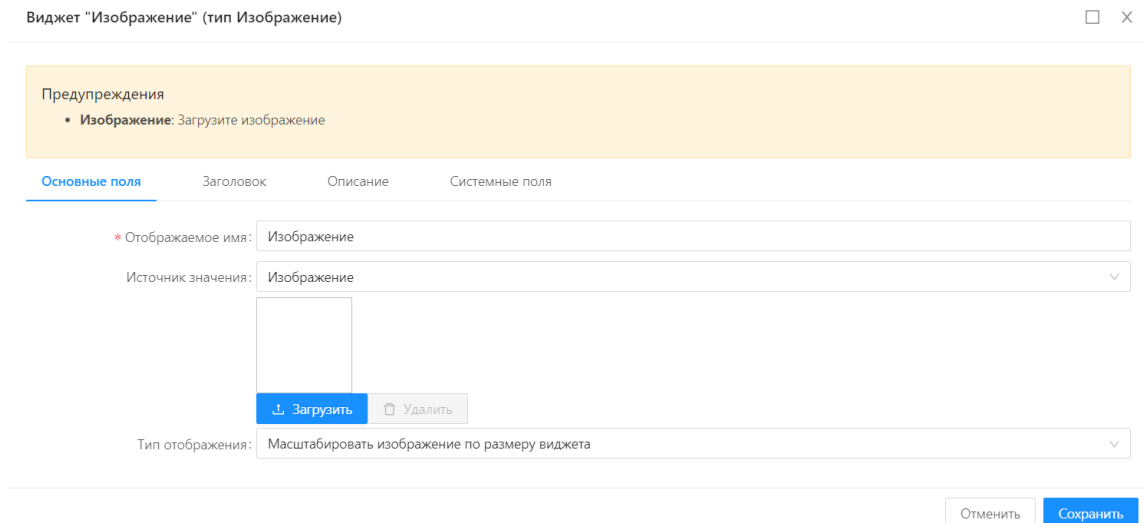 Виджет "Изображение" (тип Изображение)
Предупреждения
• Изображение: Загрузите изображение
Основные поля Заголовок Описание Системные поля
* Отображаемое имя: Изображение
Источник значения: Изображение
Загрузить Удалить
Тип отображения: Масштабировать изображение по размеру виджета
Отменить Сохранить